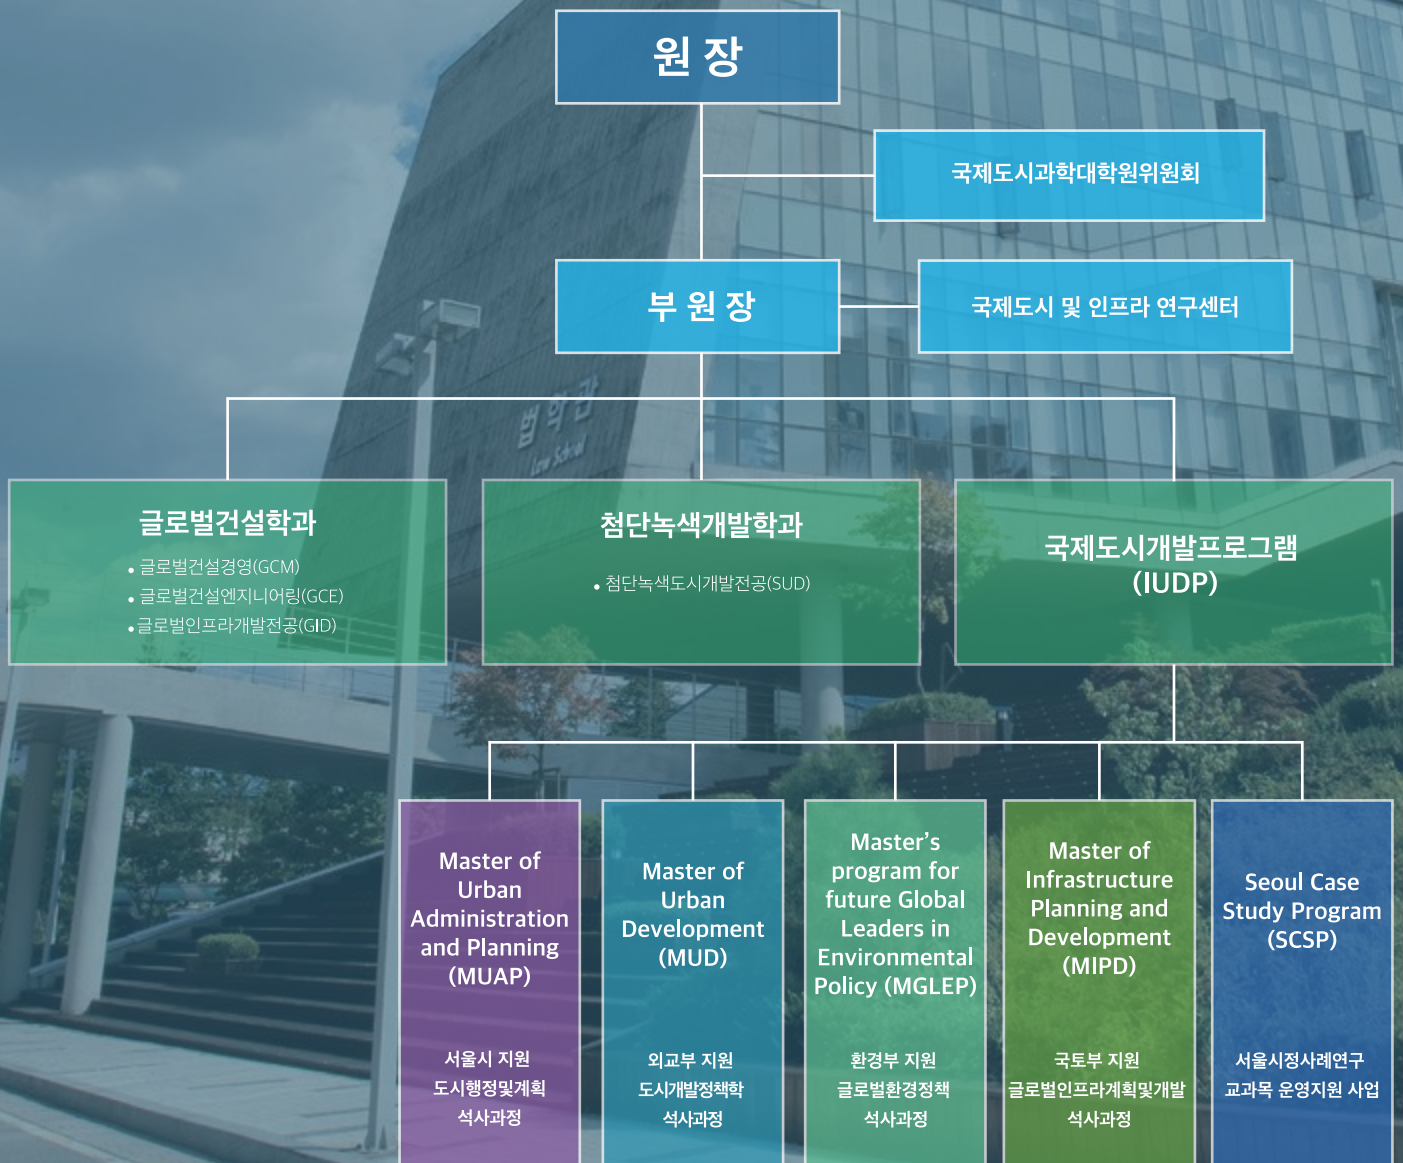 원 장
국제도시과학대학원위원회
부 원 장
국제도시 및 인프라 연구센터
법학관
Law School
글로벌건설학과
• 글로벌건설경영(GCM)
• 글로벌건설엔지니어링(GCE)
• 글로벌인프라개발전공(GID)
첨단녹색개발학과
• 첨단녹색도시개발전공(SUD)
국제도시개발프로그램
(IUDP)
Master of
Urban
Administration
and Planning
(MUAP)
서울시 지원
도시행정및계획
석사과정
Master of
Urban
Development
(MUD)
외교부 지원
도시개발정책학
석사과정
Master’s
program for
future Global
Leaders in
Environmental
Policy (MGLEP)
환경부 지원
글로벌환경정책
석사과정
Master of
Infrastructure
Planning and
Development
(MIPD)
국토부 지원
글로벌인프라계획및개발
석사과정
Seoul Case
Study Program
(SCSP)
서울시정사례연구
교과목 운영지원 사업